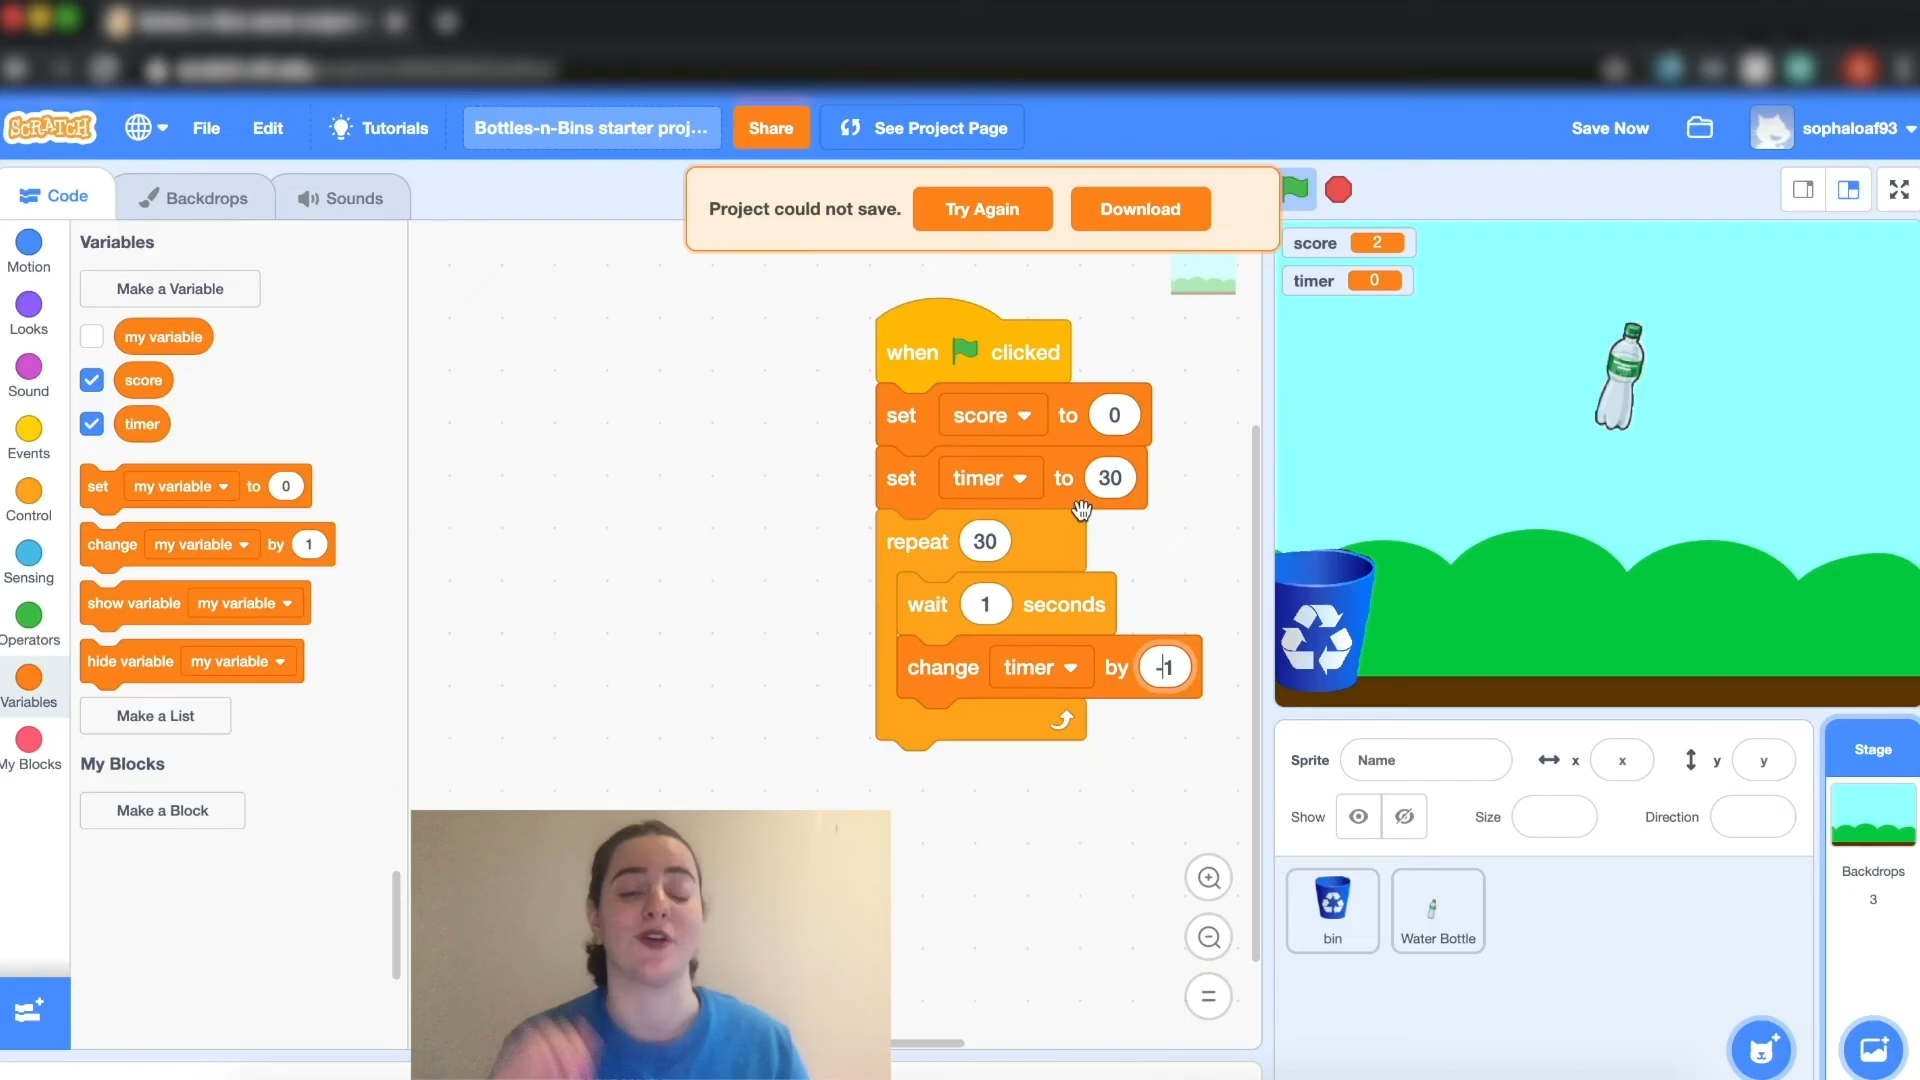 SCRATCH
File
Edit
Tutorials
Bottles-n-Bins starter proj...
Share
See Project Page
Save Now
sophaloaf93
Code
Backdrops
Sounds
Project could not save.
Try Again
Download
Motion
Looks
Sound
Events
Control
Sensing
Operators
Variables
My Blocks
Variables
Make a Variable
my variable
score
timer
set my variable to 0
change my variable by 1
show variable my variable
hide variable my variable
Make a List
My Blocks
Make a Block
when clicked
set score to 0
set timer to 30
repeat 30
wait 1 seconds
change timer by -1
score 2
timer 0
Sprite Name x x y y
Show Size Direction
bin
Water Bottle
Stage
Backdrops
3